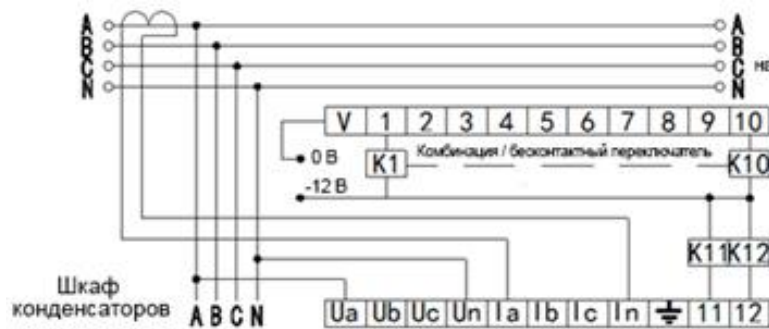 A A
B B
C C на
N N
V 1 2 3 4 5 6 7 8 9 10
0 В K1 Комбинация / бесконтактный переключатель K10
-12 В
K11 K12
Шкаф
конденсаторов A B C N Ua Ub Uc Un Ia Ib Ic In 11 12